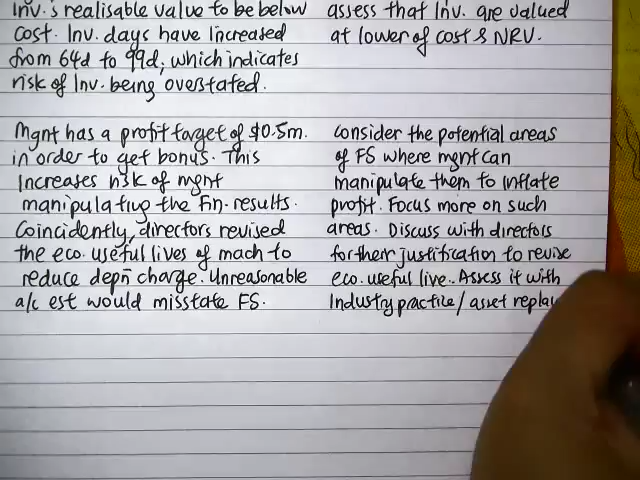 Inv.'s realisable value to be below
cost. Inv. days have increased
from 64d to 99d, which indicates
risk of Inv. being overstated.
assess that Inv. are valued
at lower of cost & NRV.
Mgnt has a profit target of $0.5m.
in order to get bonus. This
increases risk of mgnt
manipulating the Fin. results.
Coincidently, directors revised
the eco. useful lives of mach to
reduce depn charge. Unreasonable
a/c est would misstate FS.
consider the potential areas
of FS where mgnt can
manipulate them to inflate
profit. Focus more on such
areas. Discuss with directors
for their justification to revise
eco. useful live. Assess it with
Industry practice / asset